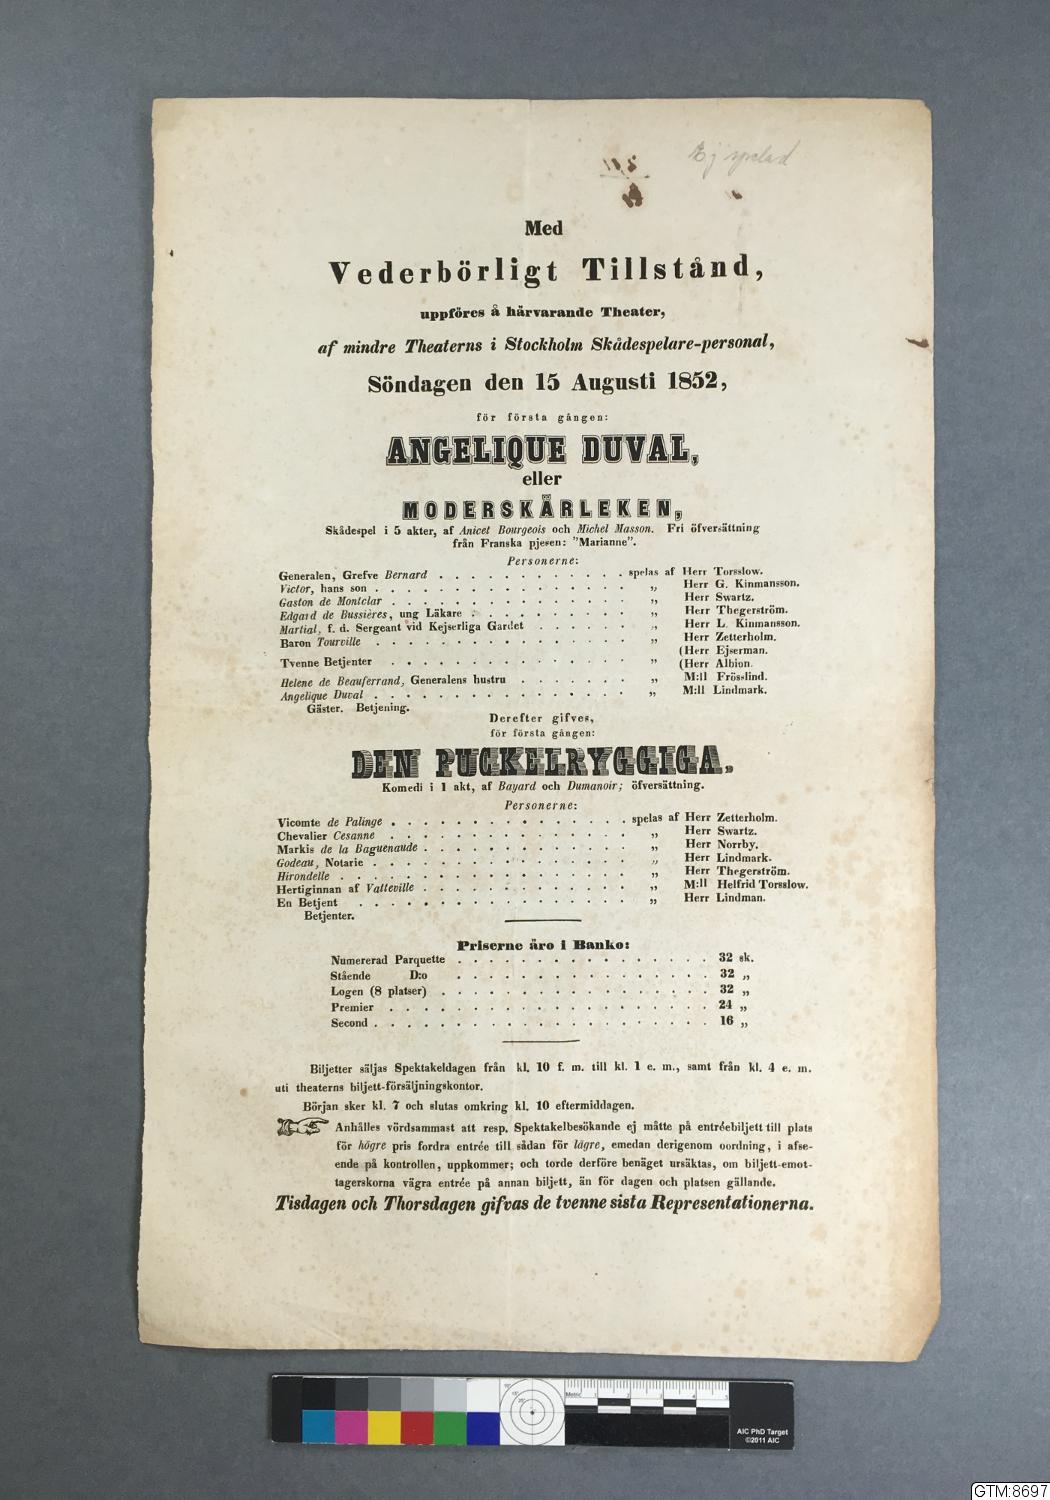 Ej spelad
Med
Vederbörligt Tillstånd,
uppföres å härvarande Theater,
af mindre Theaterns i Stockholm Skådespelare-personal,
Söndagen den 15 Augusti 1852,
för första gången:
ANGELIQUE DUVAL,
eller
MODERSKÄRLEKEN,
Skådespel i 5 akter, af Anicet Bourgeois och Michel Masson. Fri öfversättning
från Franska pjesen: "Marianne".
Personerne:
Generalen, Grefve Bernard . . . . . . . . . . . . spelas af Herr Torsslow.
Victor, hans son . . . . . . . . . . . . . . . . „ Herr G. Kinmansson.
Gaston de Montclar . . . . . . . . . . . . . . . „ Herr Swartz.
Edgard de Bussières, ung Läkare . . . . . . . . . . „ Herr Thegerström.
Martial, f. d. Sergeant vid Kejserliga Gardet . . . . . . „ Herr L. Kinmansson.
Baron Tourville . . . . . . . . . . . . . . . . „ Herr Zetterholm.
(Herr Ejserman.
Tvenne Betjenter . . . . . . . . . . . . . . . „ (Herr Albion.
Helene de Beauferrand, Generalens hustru . . . . . . . „ M:ll Frösslind.
Angelique Duval . . . . . . . . . . . . . . . . „ M:ll Lindmark.
Gäster. Betjening.
Derefter gifves,
för första gången:
DEN PUCKELRYGGIGA,
Komedi i 1 akt, af Bayard och Dumanoir; öfversättning.
Personerne:
Vicomte de Palinge . . . . . . . . . . . . . . . spelas af Herr Zetterholm.
Chevalier Cesanne . . . . . . . . . . . . . . . „ Herr Swartz.
Markis de la Baguenaude . . . . . . . . . . . . . „ Herr Norrby.
Godeau, Notarie . . . . . . . . . . . . . . . . „ Herr Lindmark.
Hirondelle . . . . . . . . . . . . . . . . . . „ Herr Thegerström.
Hertiginnan af Vatteville . . . . . . . . . . . . . „ M:ll Helfrid Torsslow.
En Betjent . . . . . . . . . . . . . . . . . „ Herr Lindman.
Betjenter.
Priserne äro i Banko:
Numererad Parquette . . . . . . . . . . . . . . . . 32 sk.
Stående D:o . . . . . . . . . . . . . . . . 32 „
Logen (8 platser) . . . . . . . . . . . . . . . . . 32 „
Premier . . . . . . . . . . . . . . . . . . . . 24 „
Second . . . . . . . . . . . . . . . . . . . . . 16 „
Biljetter säljas Spektakeldagen från kl. 10 f. m. till kl. 1 e. m., samt från kl. 4 e. m.
uti theaterns biljett-försäljningskontor.
Början sker kl. 7 och slutas omkring kl. 10 eftermiddagen.
Anhålles vördsammast att resp. Spektakelbesökande ej måtte på entréebiljett till plats
för högre pris fordra entrée till sådan för lägre, emedan derigenom oordning, i afse-
ende på kontrollen, uppkommer; och torde derföre benäget ursäktas, om biljett-emot-
tagerskorna vägra entrée på annan biljett, än för dagen och platsen gällande.
Tisdagen och Thorsdagen gifvas de tvenne sista Representationerna.
Metric 1 2 3 4 5
AIC PhD Target
©2011 AIC
GTM:8697